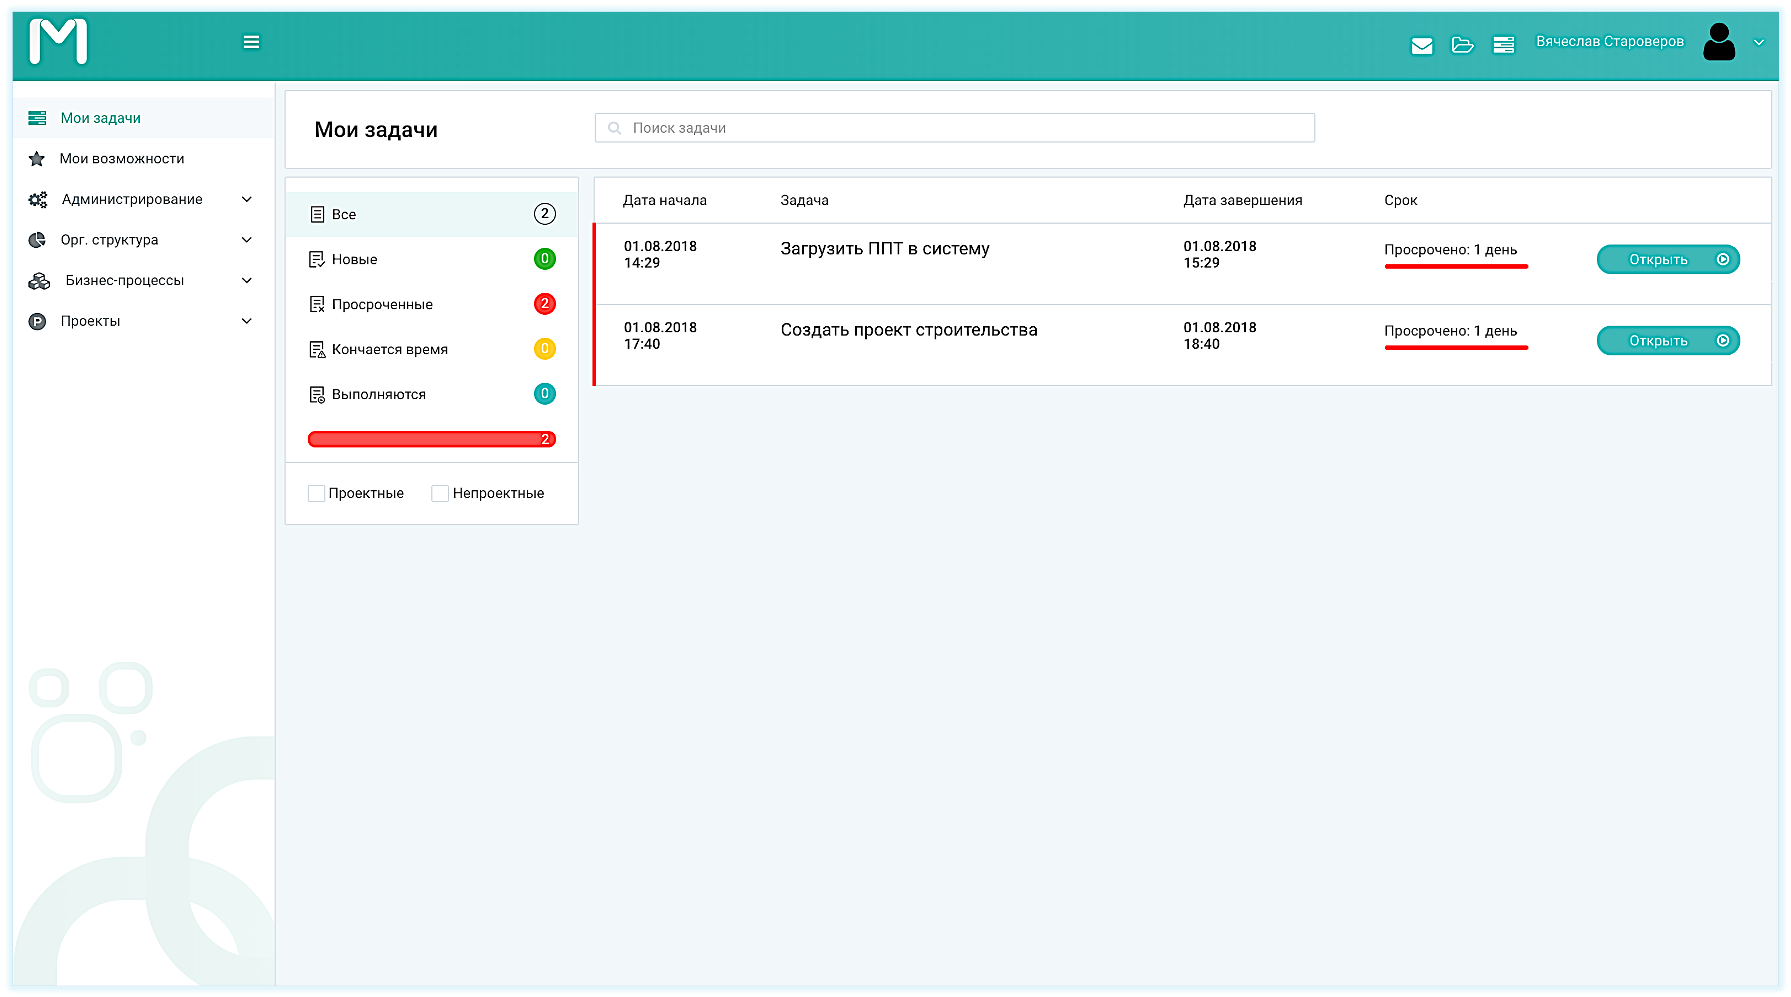 M
Вячеслав Староверов
Мои задачи
Мои возможности
Администрирование
Орг. структура
Бизнес-процессы
Проекты
Мои задачи
Поиск задачи
Все 2
Новые 0
Просроченные 2
Кончается время 0
Выполняются 0
2
Проектные Непроектные
Дата начала Задача Дата завершения Срок
01.08.2018 14:29 Загрузить ППТ в систему 01.08.2018 15:29 Просрочено: 1 день Открыть
01.08.2018 17:40 Создать проект строительства 01.08.2018 18:40 Просрочено: 1 день Открыть